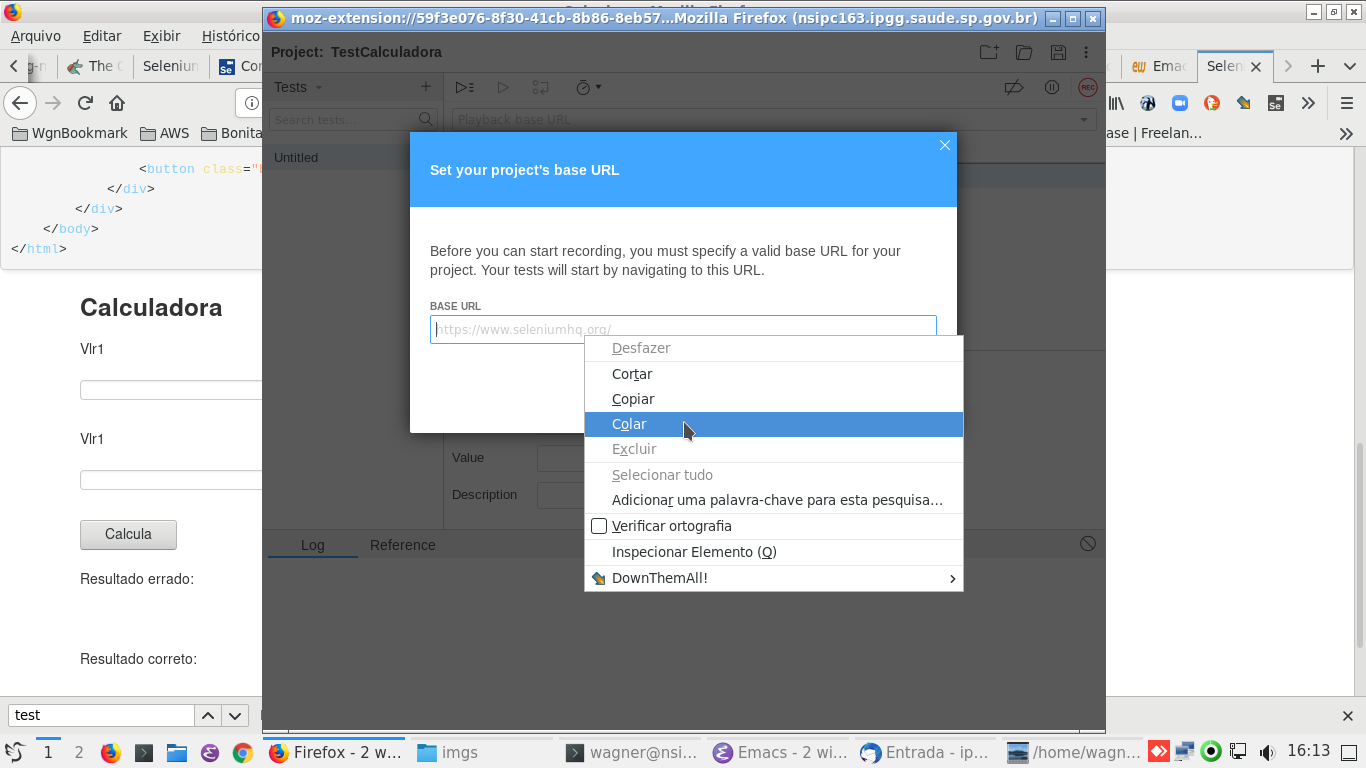 moz-extension://59f3e076-8f30-41cb-8b86-8eb57...Mozilla Firefox (nsipc163.ipgg.saude.sp.gov.br)
Arquivo Editar Exibir Histórico
Project: TestCalculadora
The Selenium Emac Selen
Tests
REC
WgnBookmark AWS Bonita ase | Freelan…
Search tests...
Playback base URL
Untitled
<button class="b
</div>
</div>
</body>
</html>
Set your project's base URL
Before you can start recording, you must specify a valid base URL for your
project. Your tests will start by navigating to this URL.
BASE URL
https://www.seleniumhq.org/
Desfazer
Cortar
Copiar
Colar
Excluir
Selecionar tudo
Adicionar uma palavra-chave para esta pesquisa…
Verificar ortografia
Inspecionar Elemento (Q)
DownThemAll!
Value
Description
Log Reference
Calculadora
Vlr1
Vlr1
Calcula
Resultado errado:
Resultado correto:
test
1 2 Firefox - 2 w... imgs wagner@nsi... Emacs - 2 wi... Entrada - ip... /home/wagn... 16:13